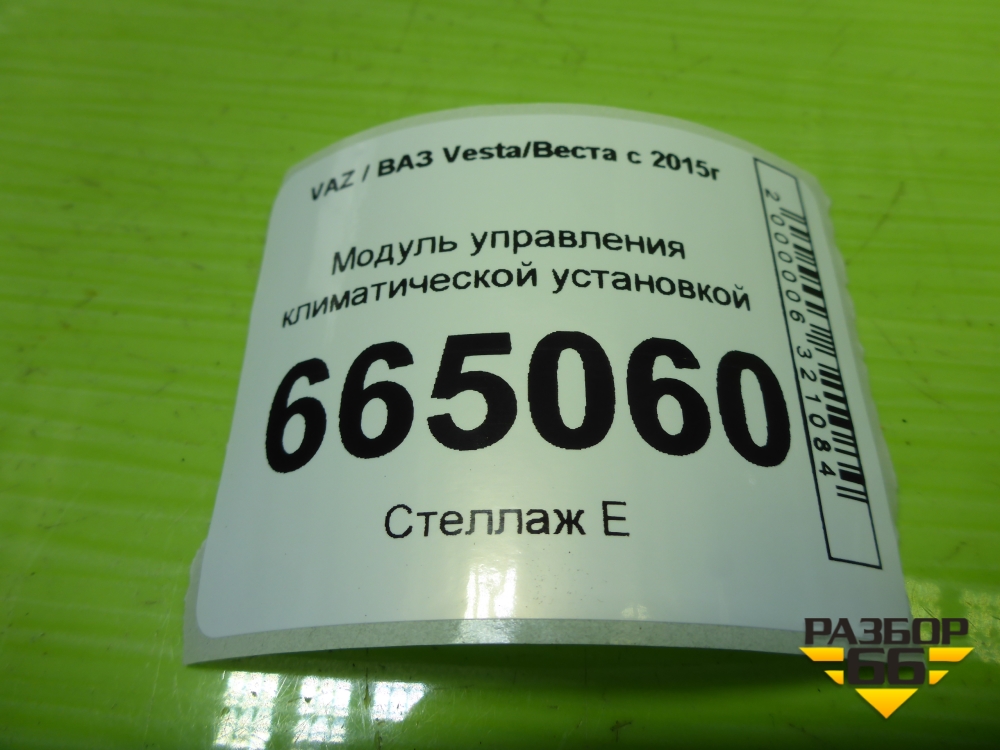 VAZ / ВАЗ Vesta/Веста с 2015г
Модуль управления
климатической установкой
665060
Стеллаж Е
2000006321084
РАЗБОР
66